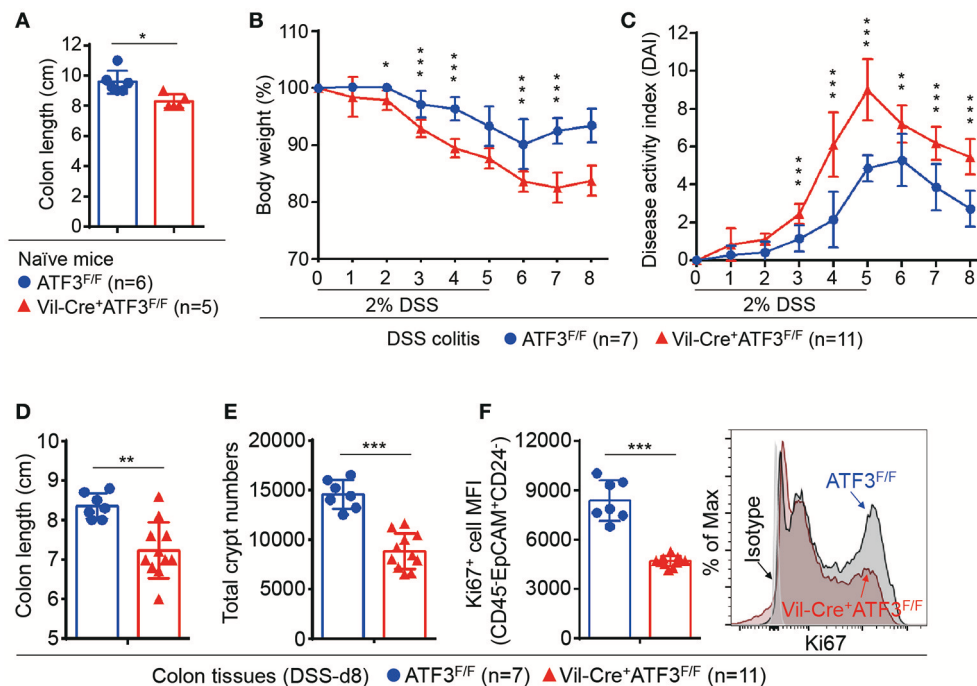 A
Colon length (cm)
12
10
8
6
4
2
0
*
Naïve mice
ATF3F/F (n=6)
Vil-Cre+ATF3F/F (n=5)
B
Body weight (%)
110
100
90
80
70
* *** *** *** ***
0 1 2 3 4 5 6 7 8
2% DSS
C
Disease activity index (DAI)
12
10
8
6
4
2
0
*** *** *** ** *** ***
0 1 2 3 4 5 6 7 8
2% DSS
DSS colitis ATF3F/F (n=7) Vil-Cre+ATF3F/F (n=11)
D
Colon length (cm)
10
9
8
7
6
5
**
E
Total crypt numbers
20000
15000
10000
5000
0
***
F
Ki67+ cell MFI
(CD45-EpCAM+CD24-)
12000
9000
6000
3000
0
***
% of Max
Isotype
ATF3F/F
Vil-Cre+ATF3F/F
Ki67
Colon tissues (DSS-d8) ATF3F/F (n=7) Vil-Cre+ATF3F/F (n=11)